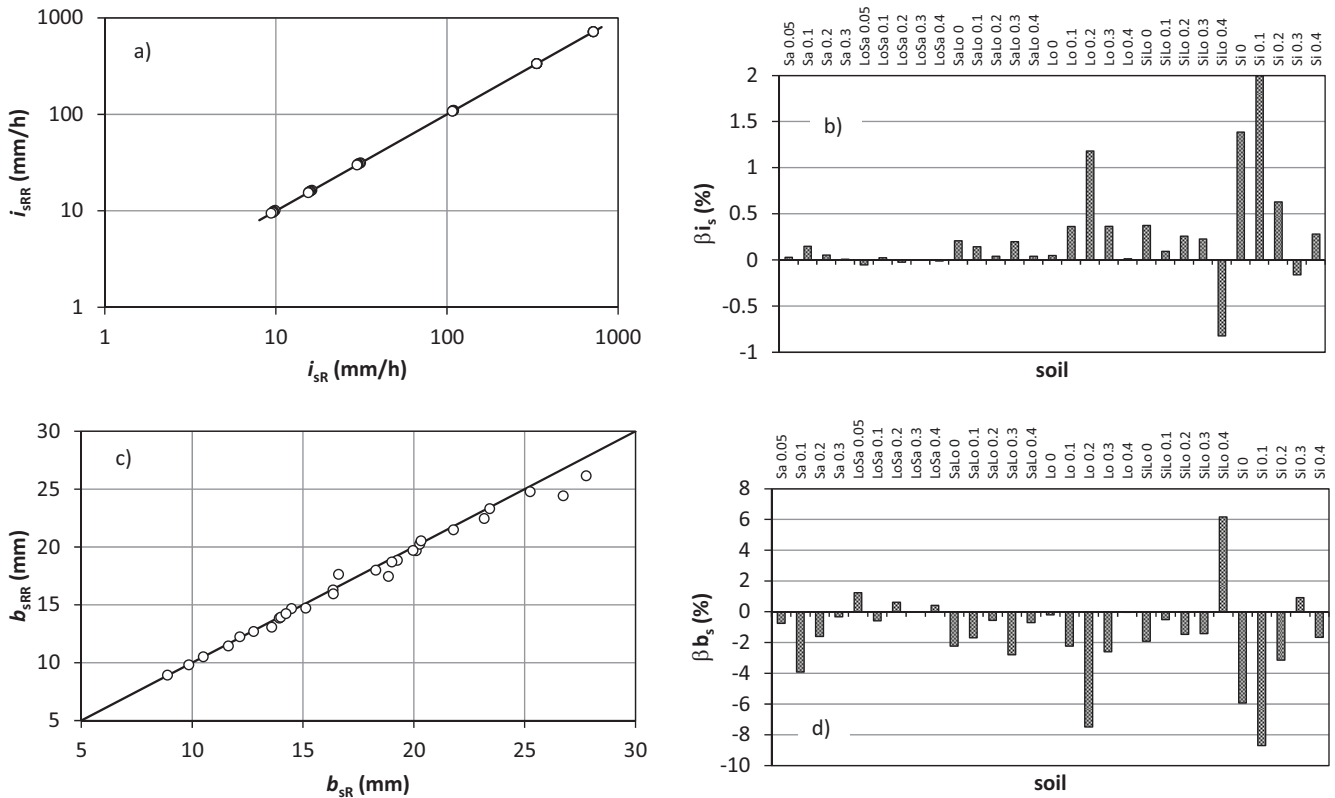 a)
1000
100
10
1
i_sRR (mm/h)
1
10
100
1000
i_sR (mm/h)
Sa 0.05
Sa 0.1
Sa 0.2
Sa 0.3
LoSa 0.05
LoSa 0.1
LoSa 0.2
LoSa 0.3
LoSa 0.4
SaLo 0
SaLo 0.1
SaLo 0.2
SaLo 0.3
SaLo 0.4
Lo 0
Lo 0.1
Lo 0.2
Lo 0.3
Lo 0.4
SiLo 0
SiLo 0.1
SiLo 0.2
SiLo 0.3
SiLo 0.4
Si 0
Si 0.1
Si 0.2
Si 0.3
Si 0.4
b)
2
1.5
1
0.5
0
-0.5
-1
βi_s (%)
soil
c)
30
25
20
15
10
5
b_sRR (mm)
5
10
15
20
25
30
b_sR (mm)
Sa 0.05
Sa 0.1
Sa 0.2
Sa 0.3
LoSa 0.05
LoSa 0.1
LoSa 0.2
LoSa 0.3
LoSa 0.4
SaLo 0
SaLo 0.1
SaLo 0.2
SaLo 0.3
SaLo 0.4
Lo 0
Lo 0.1
Lo 0.2
Lo 0.3
Lo 0.4
SiLo 0
SiLo 0.1
SiLo 0.2
SiLo 0.3
SiLo 0.4
Si 0
Si 0.1
Si 0.2
Si 0.3
Si 0.4
8
6
4
2
0
-2
-4
-6
-8
-10
β b_s (%)
d)
soil